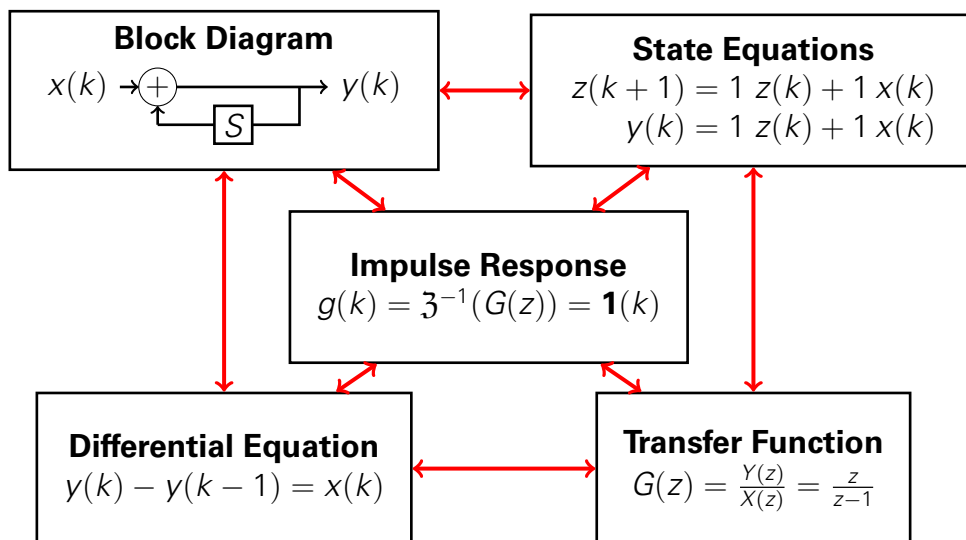 Block Diagram
x(k) + y(k)
S
State Equations
z(k + 1) = 1 z(k) + 1 x(k)
y(k) = 1 z(k) + 1 x(k)
Impulse Response
g(k) = ℨ⁻¹(G(z)) = 𝟏(k)
Differential Equation
y(k) − y(k − 1) = x(k)
Transfer Function
G(z) = Y(z)/X(z) = z/(z−1)